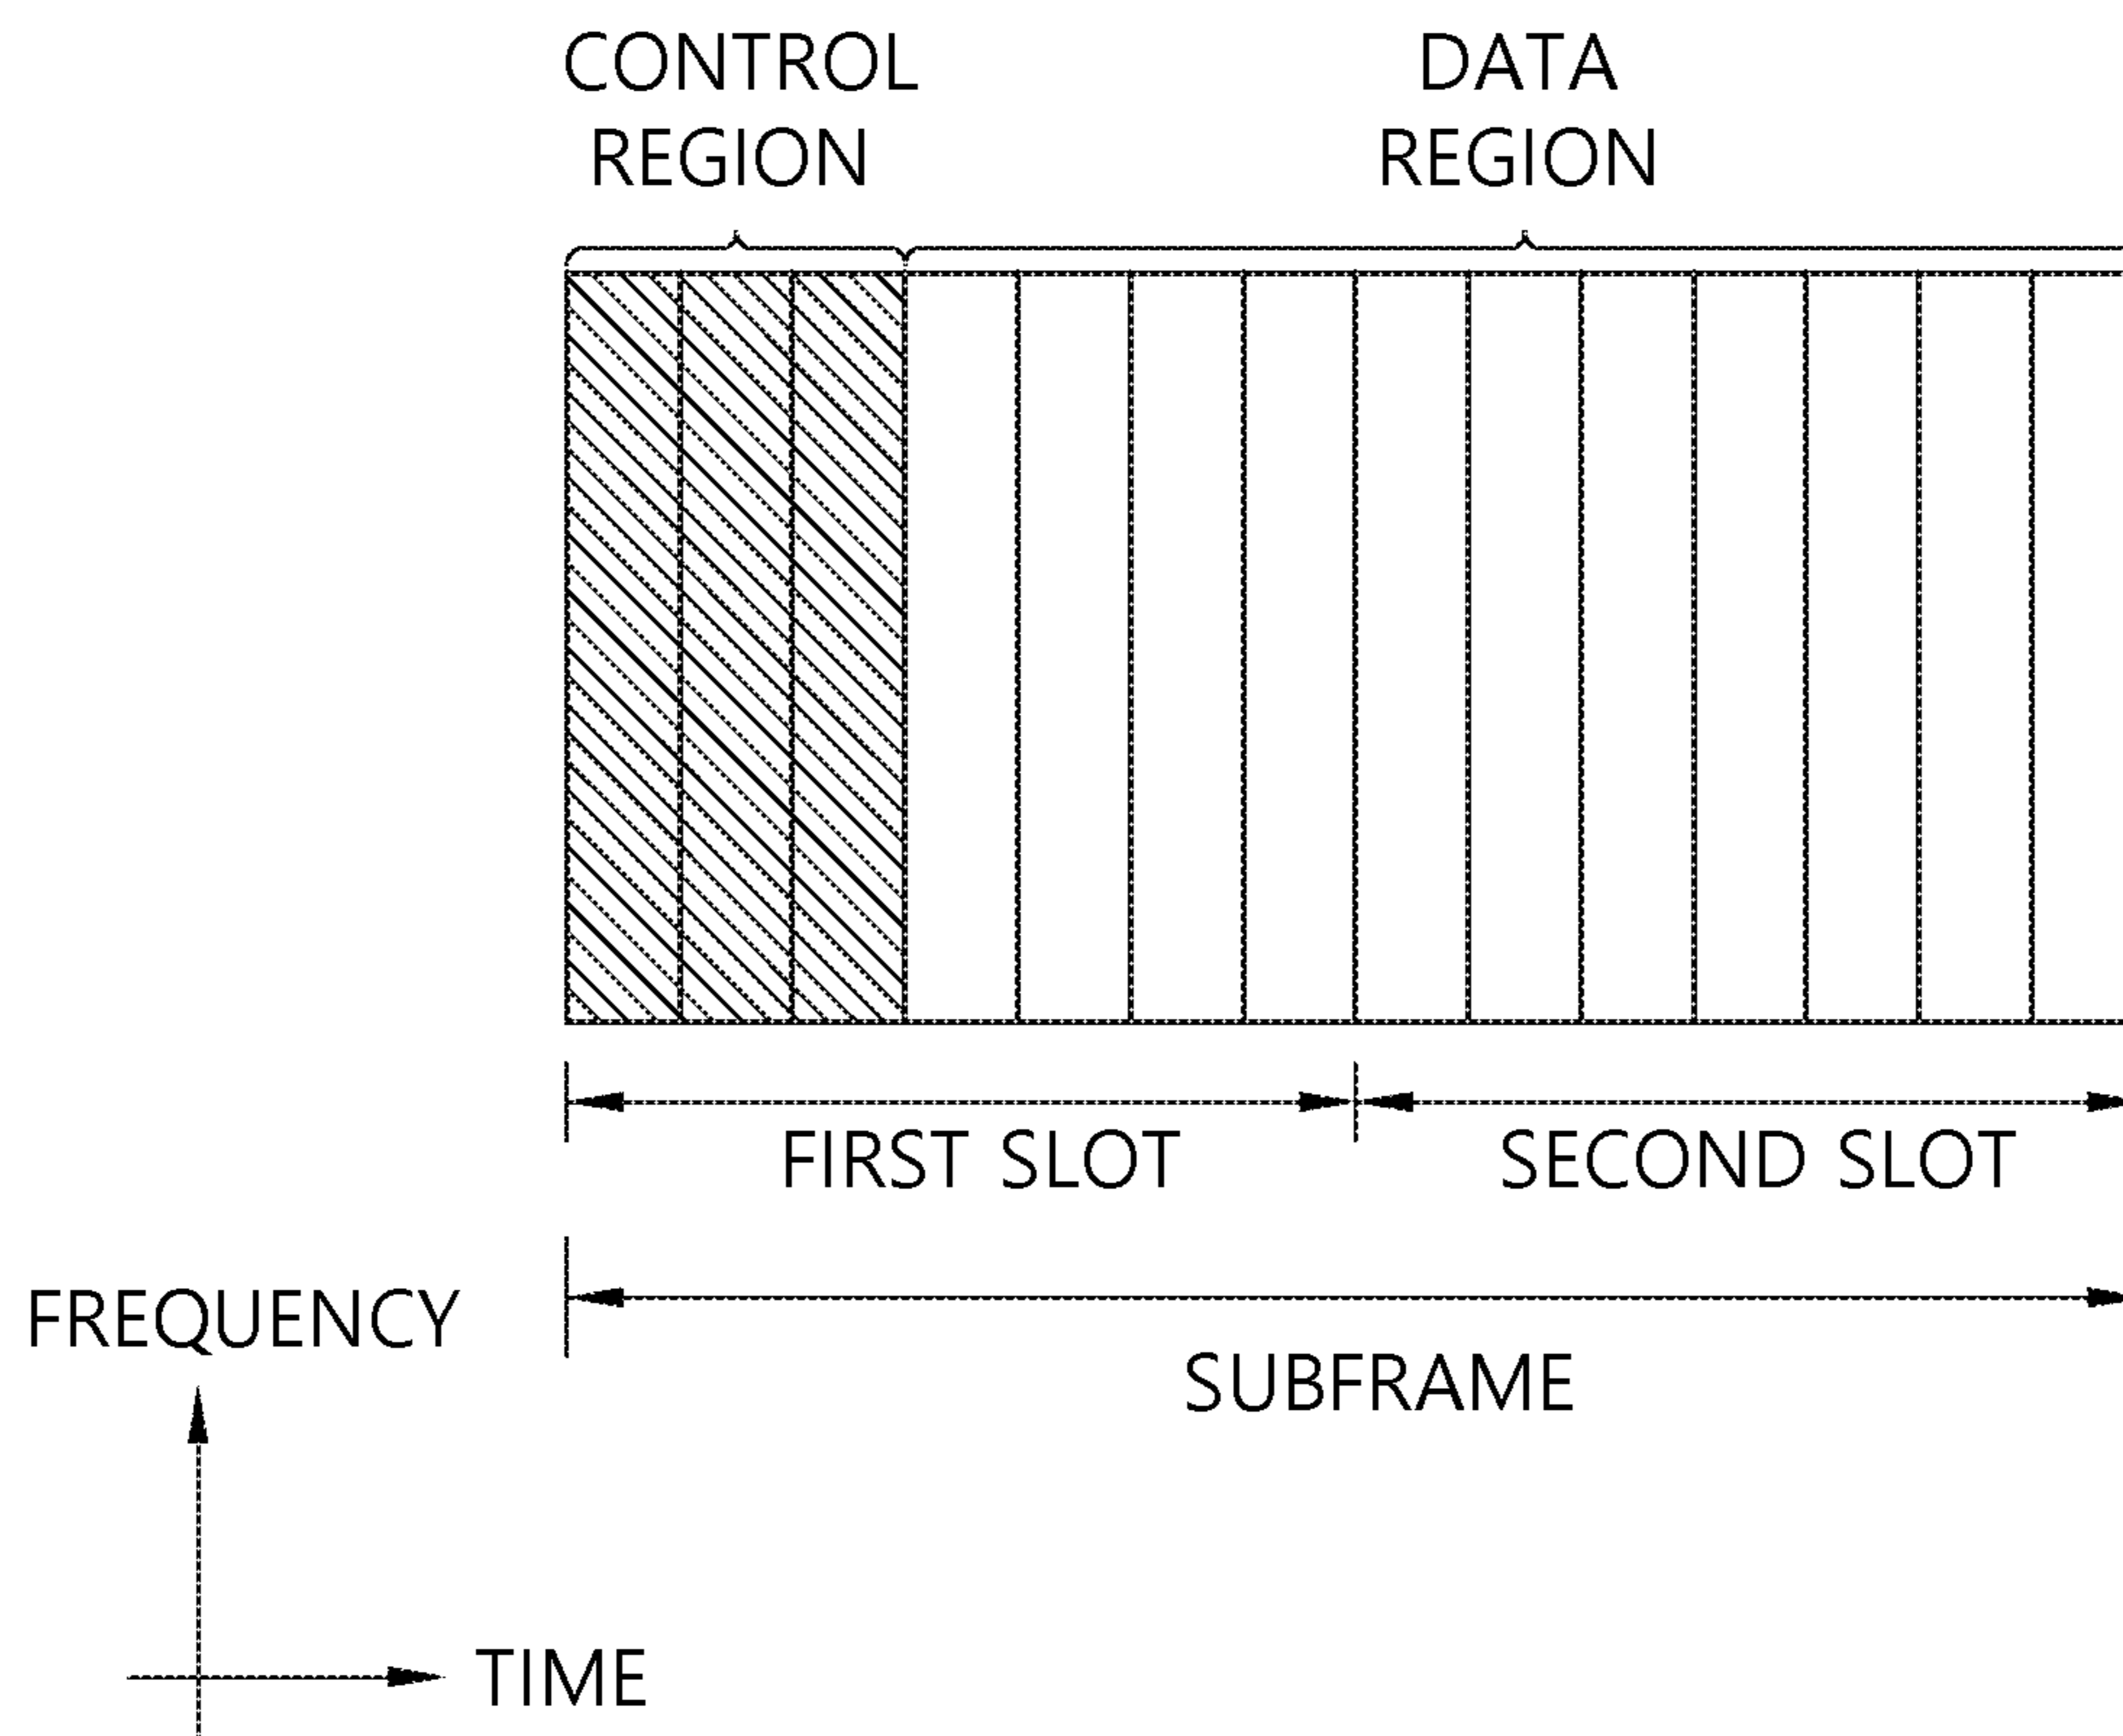 CONTROL
REGION
DATA
REGION
FIRST SLOT
SECOND SLOT
SUBFRAME
FREQUENCY
TIME